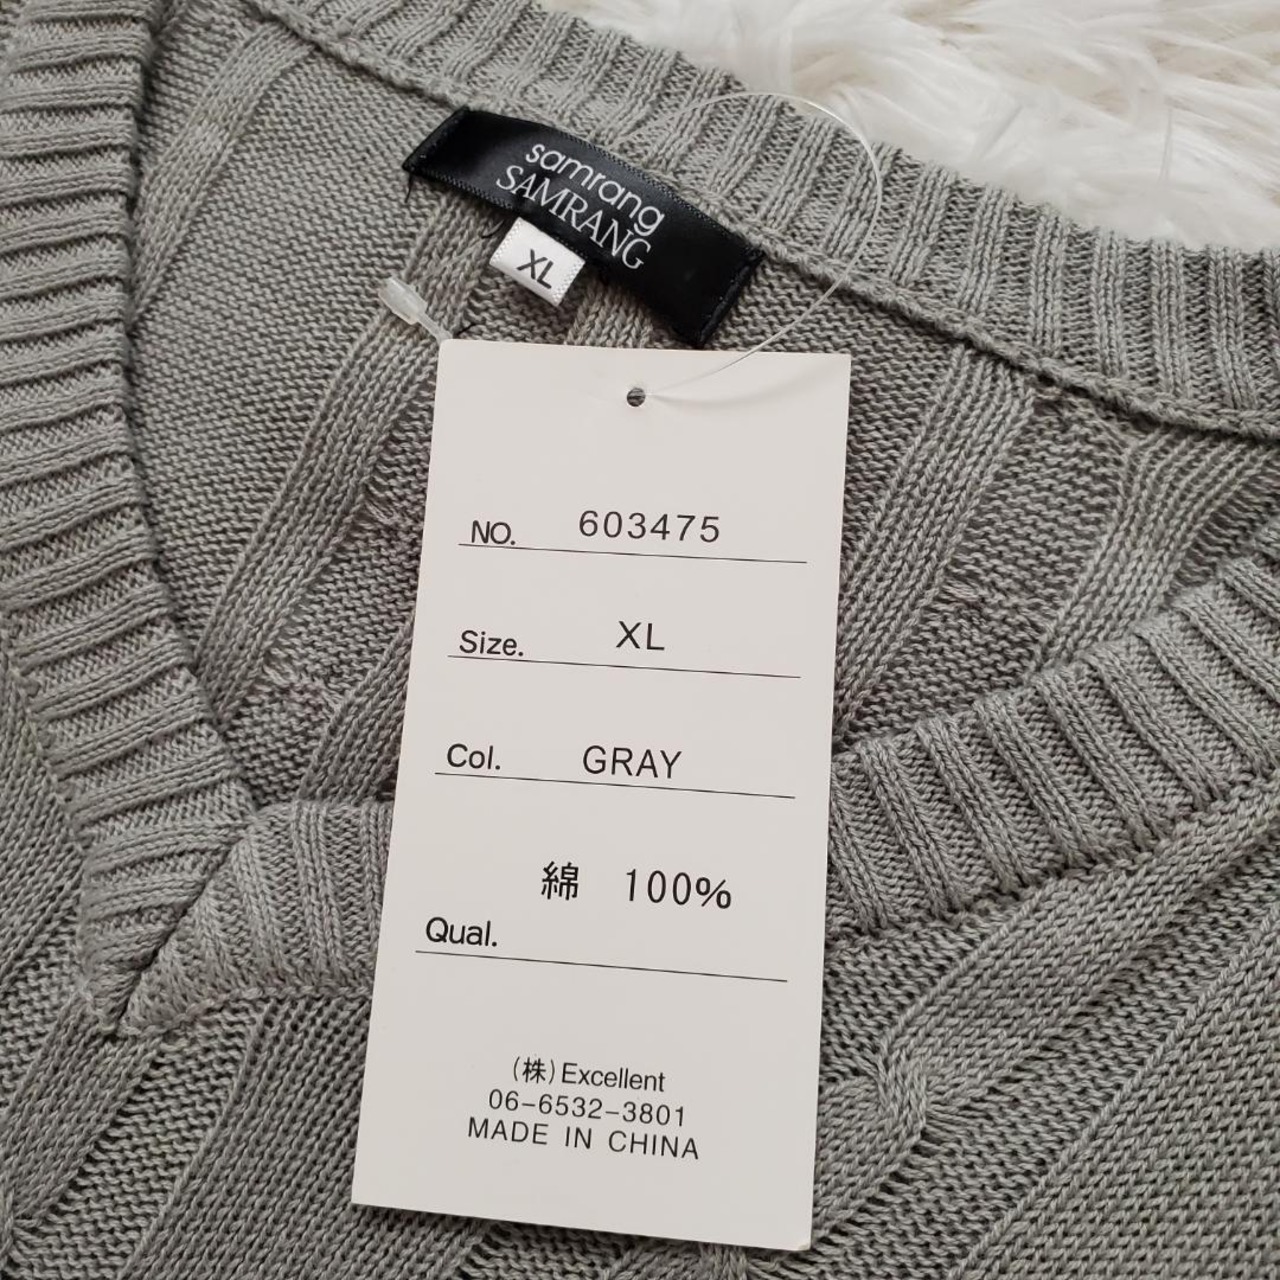 samrang
SAMRANG
XL
NO. 603475
Size. XL
Col. GRAY
綿 100%
Qual.
(株)Excellent
06-6532-3801
MADE IN CHINA